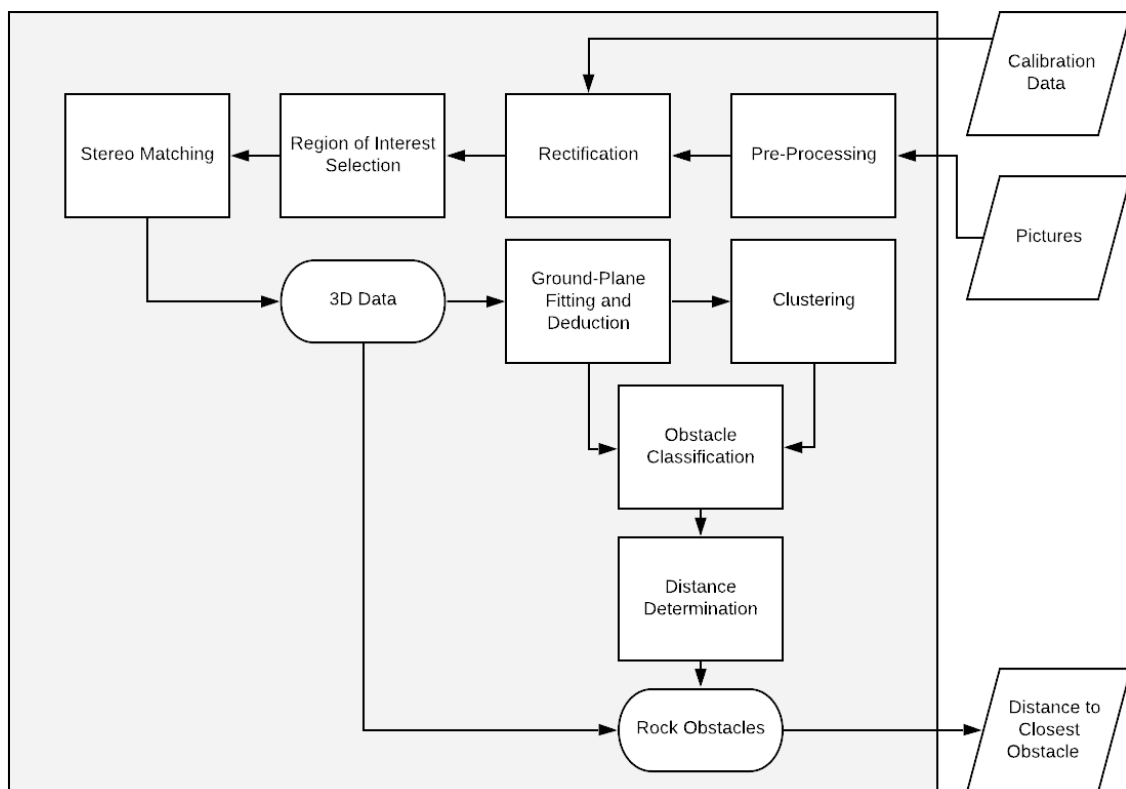 Calibration
Data
Stereo Matching
Region of Interest
Selection
Rectification
Pre-Processing
Pictures
3D Data
Ground-Plane
Fitting and
Deduction
Clustering
Obstacle
Classification
Distance
Determination
Rock Obstacles
Distance to
Closest
Obstacle